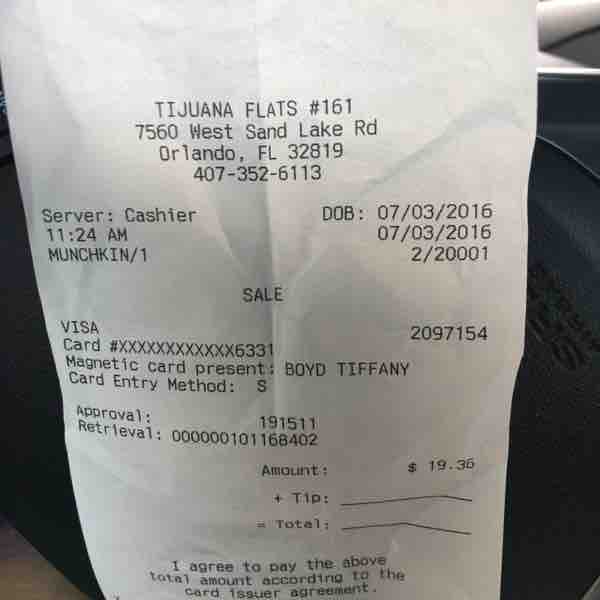 TIJUANA FLATS #161
7560 West Sand Lake Rd
Orlando, FL 32819
407-352-6113
Server: Cashier DOB: 07/03/2016
11:24 AM 07/03/2016
MUNCHKIN/1 2/20001
SALE
VISA 2097154
Card #XXXXXXXXXXXX6331
Magnetic card present: BOYD TIFFANY
Card Entry Method: S
Approval: 191511
Retrieval: 000000101168402
Amount: $ 19.36
+ Tip:
= Total:
I agree to pay the above
total amount according to the
card issuer agreement.